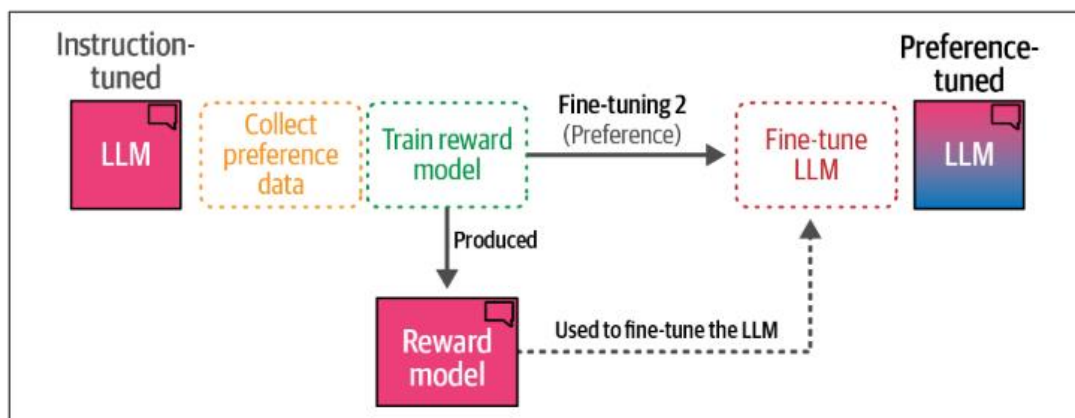 Instruction-
tuned
LLM
Collect
preference
data
Train reward
model
Fine-tuning 2
(Preference)
Fine-tune
LLM
Preference-
tuned
LLM
Produced
Reward
model
Used to fine-tune the LLM